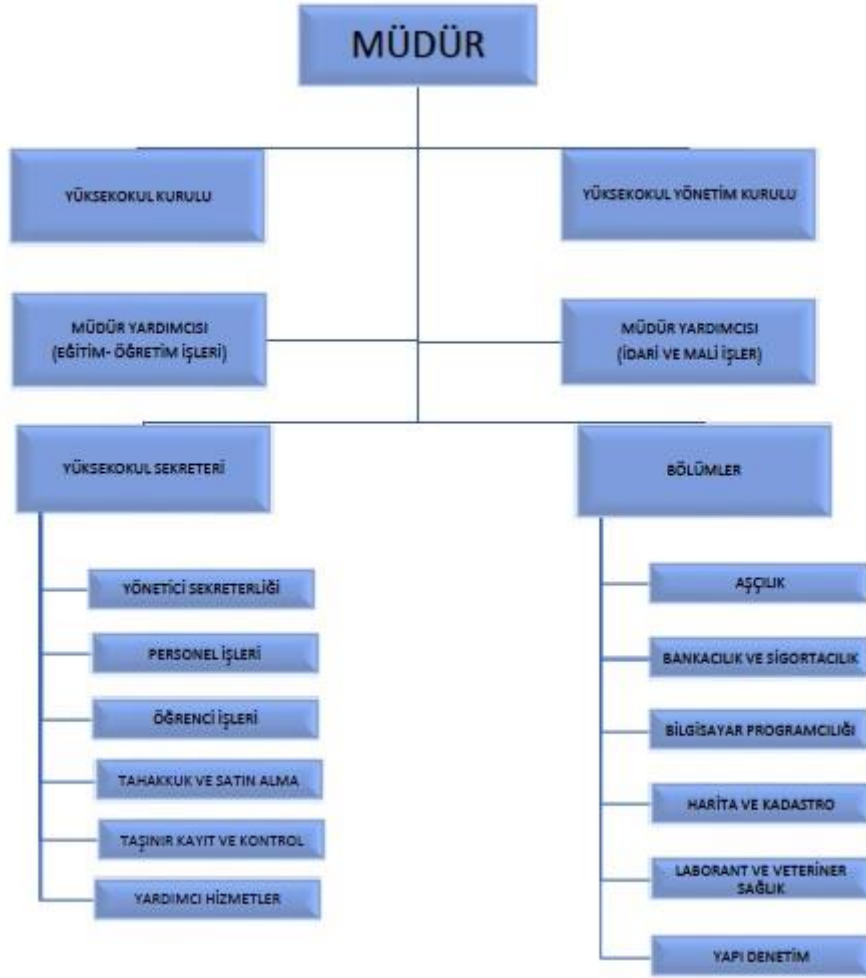 MÜDÜR
YÜKSEKOKUL KURULU
YÜKSEKOKUL YÖNETİM KURULU
MÜDÜR YARDIMCISI
(EĞİTİM- ÖĞRETİM İŞLERİ)
MÜDÜR YARDIMCISI
(İDARİ VE MALİ İŞLER)
YÜKSEKOKUL SEKRETERİ
YÖNETİCİ SEKRETERLİĞİ
PERSONEL İŞLERİ
ÖĞRENCİ İŞLERİ
TAHAKKUK VE SATIN ALMA
TAŞINIR KAYIT VE KONTROL
YARDIMCI HİZMETLER
BÖLÜMLER
AŞÇILIK
BANKACILIK VE SİGORTACILIK
BİLGİSAYAR PROGRAMCILIĞI
HARİTA VE KADASTRO
LABORANT VE VETERİNER
SAĞLIK
YAPI DENETİM